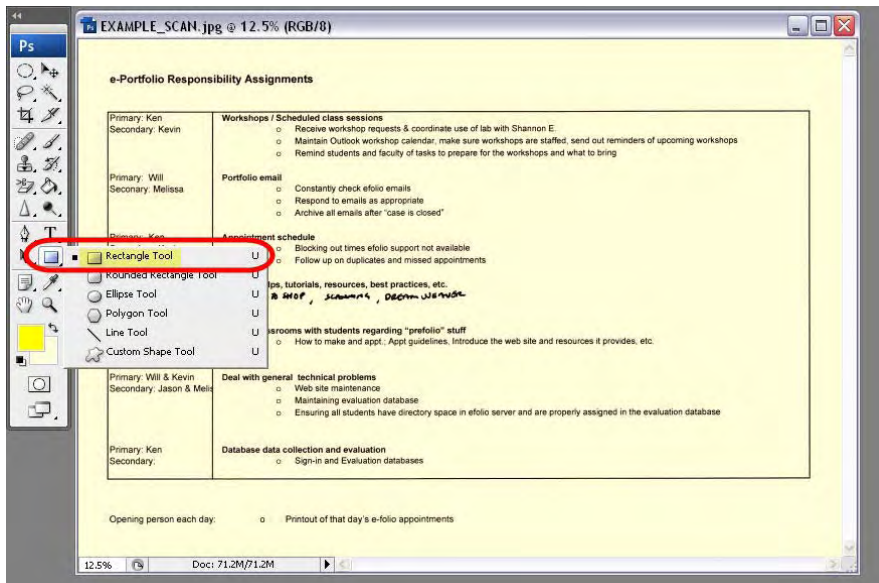 EXAMPLE_SCAN.jpg @ 12.5% (RGB/8)
Ps
e-Portfolio Responsibility Assignments
Primary: Ken
Secondary: Kevin
Workshops / Scheduled class sessions
o Receive workshop requests & coordinate use of lab with Shannon E.
o Maintain Outlook workshop calendar, make sure workshops are staffed, send out reminders of upcoming workshops
o Remind students and faculty of tasks to prepare for the workshops and what to bring
Primary: Will
Seconary: Melissa
Portfolio email
o Constantly check efolio emails
o Respond to emails as appropriate
o Archive all emails after "case is closed"
Primary: Ken
Appointment schedule
o Blocking out times efolio support not available
o Follow up on duplicates and missed appointments
Rectangle Tool U
Rounded Rectangle Tool U
Ellipse Tool U
Polygon Tool U
Line Tool U
Custom Shape Tool U
tutorials, resources, best practices, etc.
SHOP, SCANNING, DREAMWEAVER
with students regarding "prefolio" stuff
o How to make and appt.; Appt guidelines, Introduce the web site and resources it provides, etc.
Primary: Will & Kevin
Secondary: Jason & Melis
Deal with general technical problems
o Web site maintenance
o Maintaining evaluation database
o Ensuring all students have directory space in efolio server and are properly assigned in the evaluation database
Primary: Ken
Secondary:
Database data collection and evaluation
o Sign-in and Evaluation databases
Opening person each day: o Printout of that day's e-folio appointments
12.5% Doc: 71.2M/71.2M